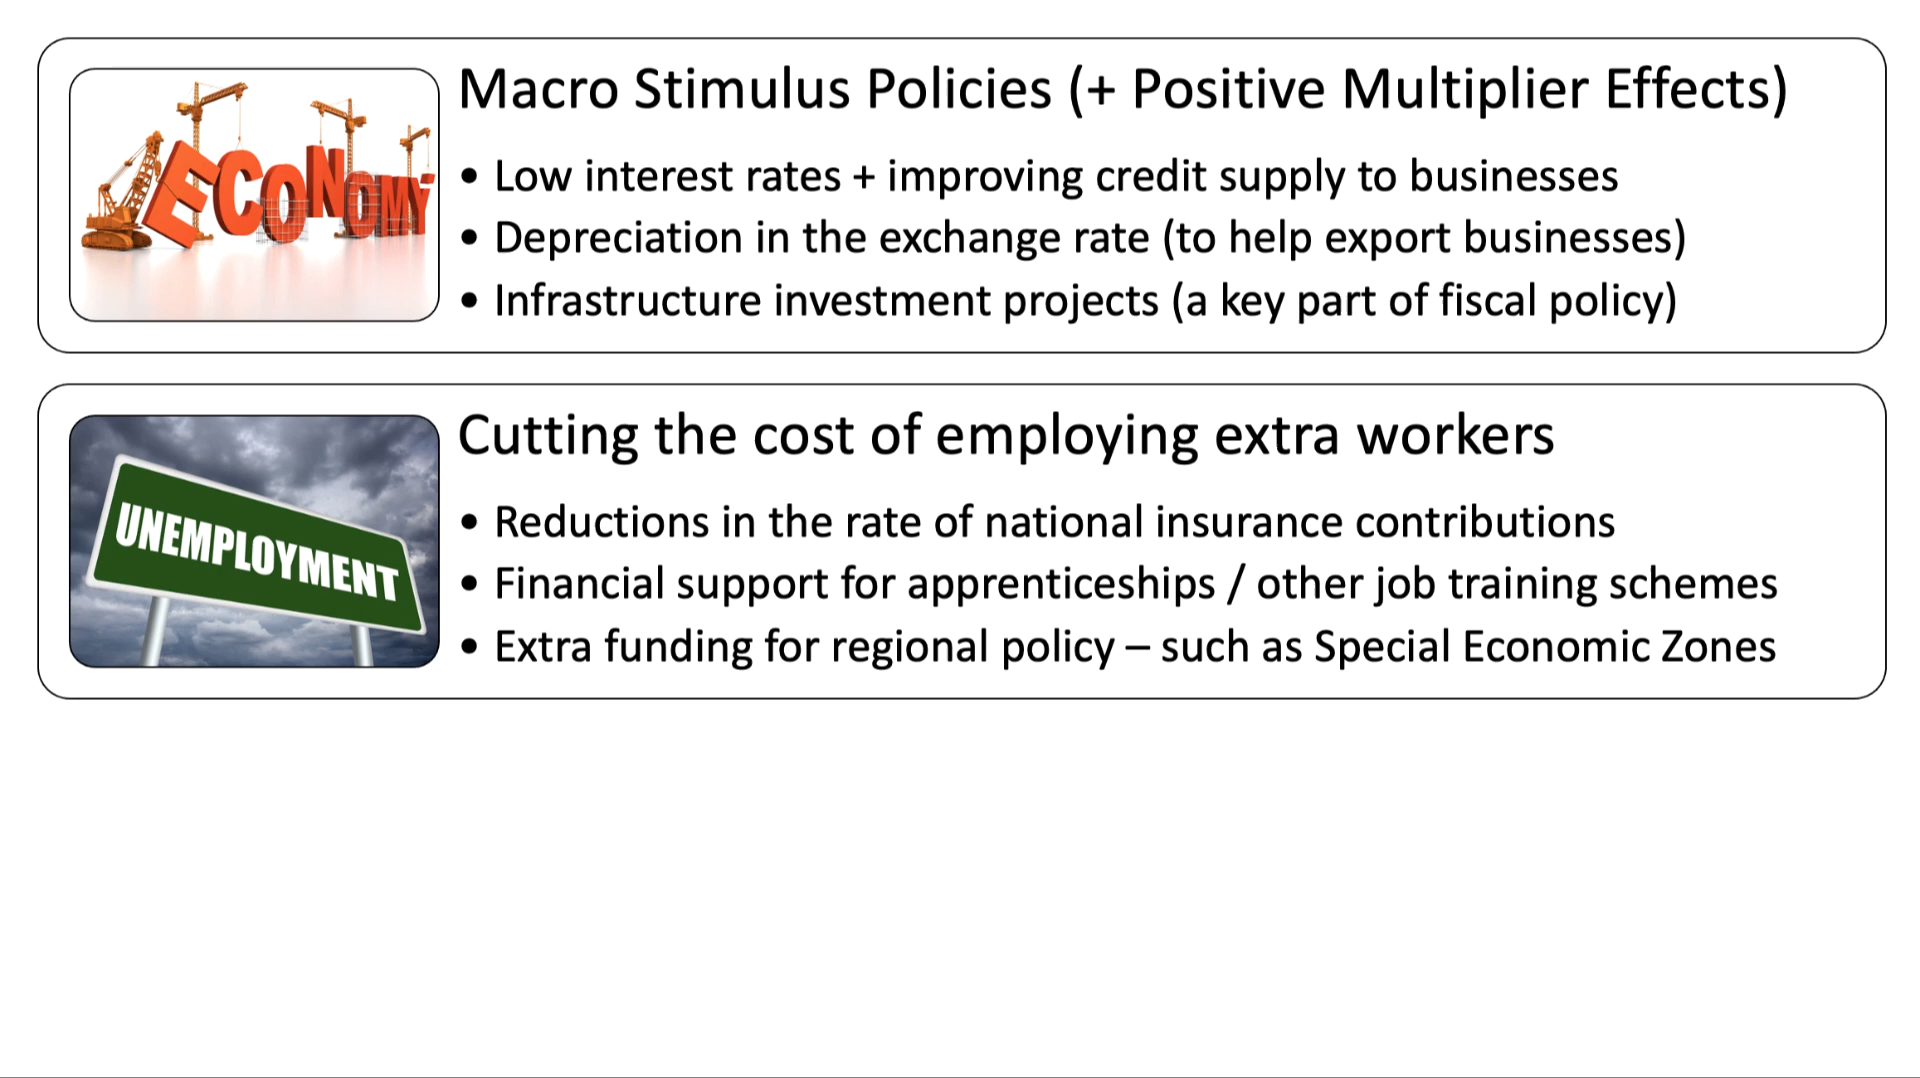 ECONOMY
Macro Stimulus Policies (+ Positive Multiplier Effects)
• Low interest rates + improving credit supply to businesses
• Depreciation in the exchange rate (to help export businesses)
• Infrastructure investment projects (a key part of fiscal policy)
UNEMPLOYMENT
Cutting the cost of employing extra workers
• Reductions in the rate of national insurance contributions
• Financial support for apprenticeships / other job training schemes
• Extra funding for regional policy – such as Special Economic Zones